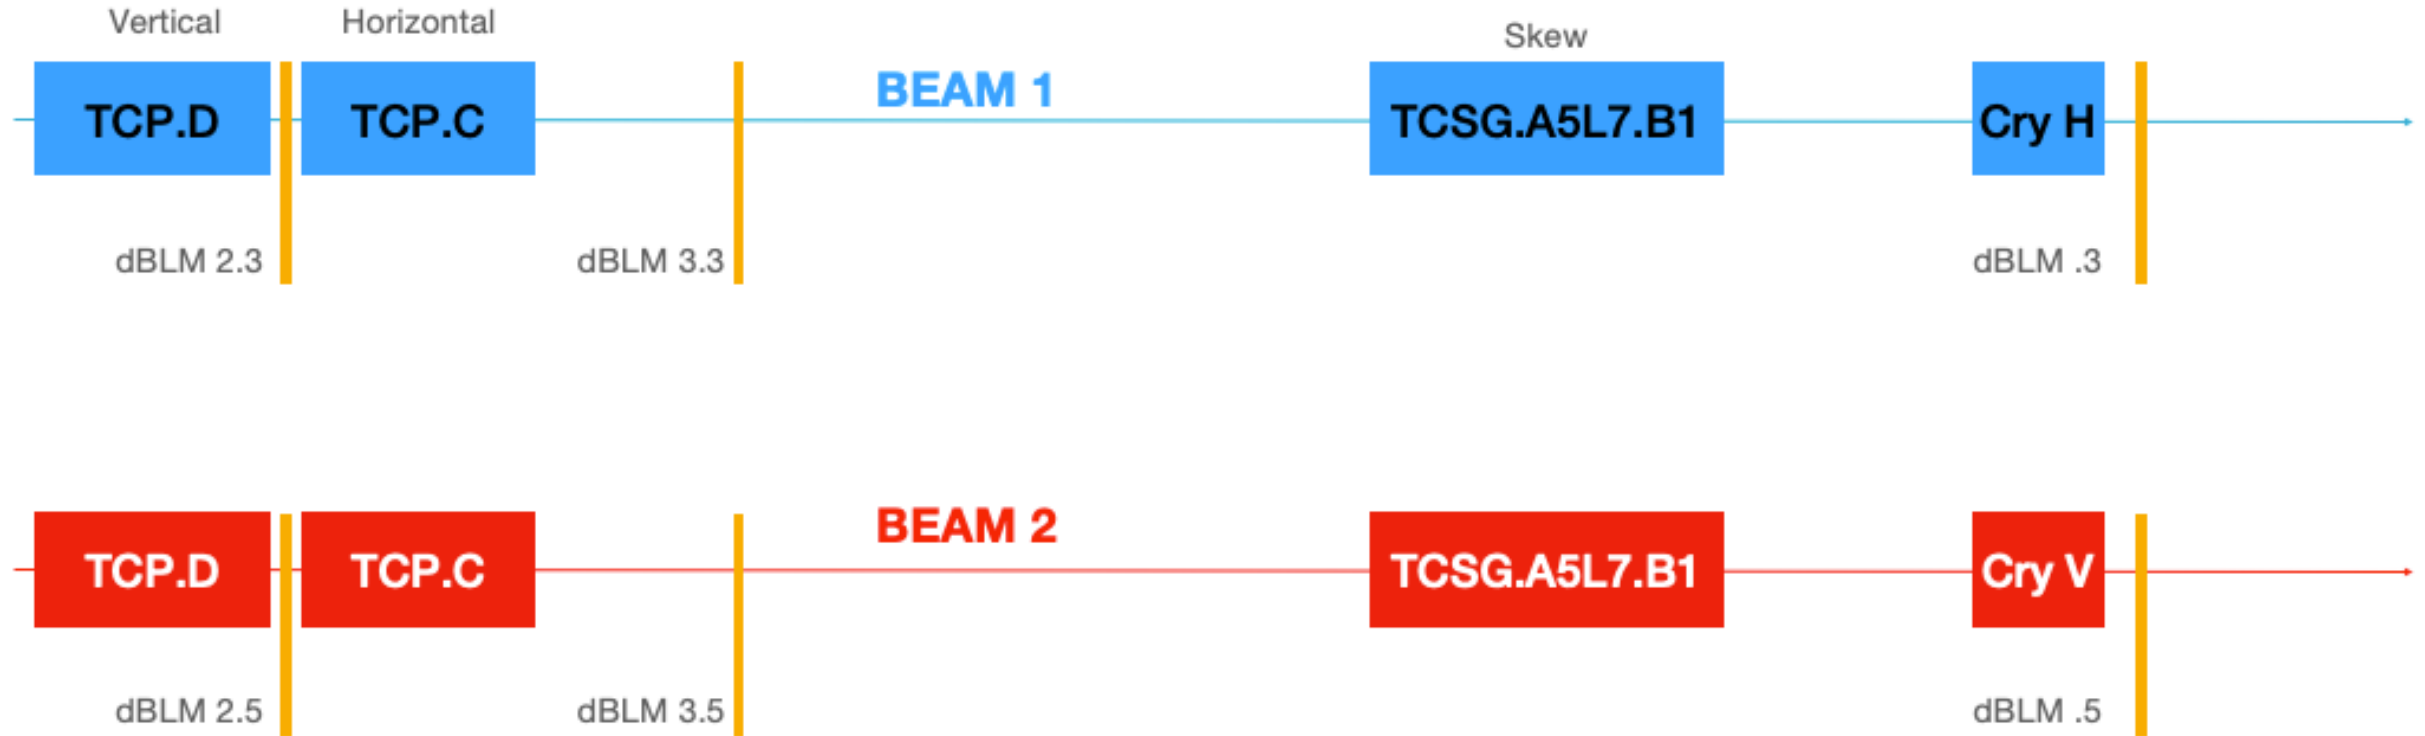 Vertical
Horizontal
Skew
BEAM 1
TCP.D
TCP.C
TCSG.A5L7.B1
Cry H
dBLM 2.3
dBLM 3.3
dBLM .3
BEAM 2
TCP.D
TCP.C
TCSG.A5L7.B1
Cry V
dBLM 2.5
dBLM 3.5
dBLM .5